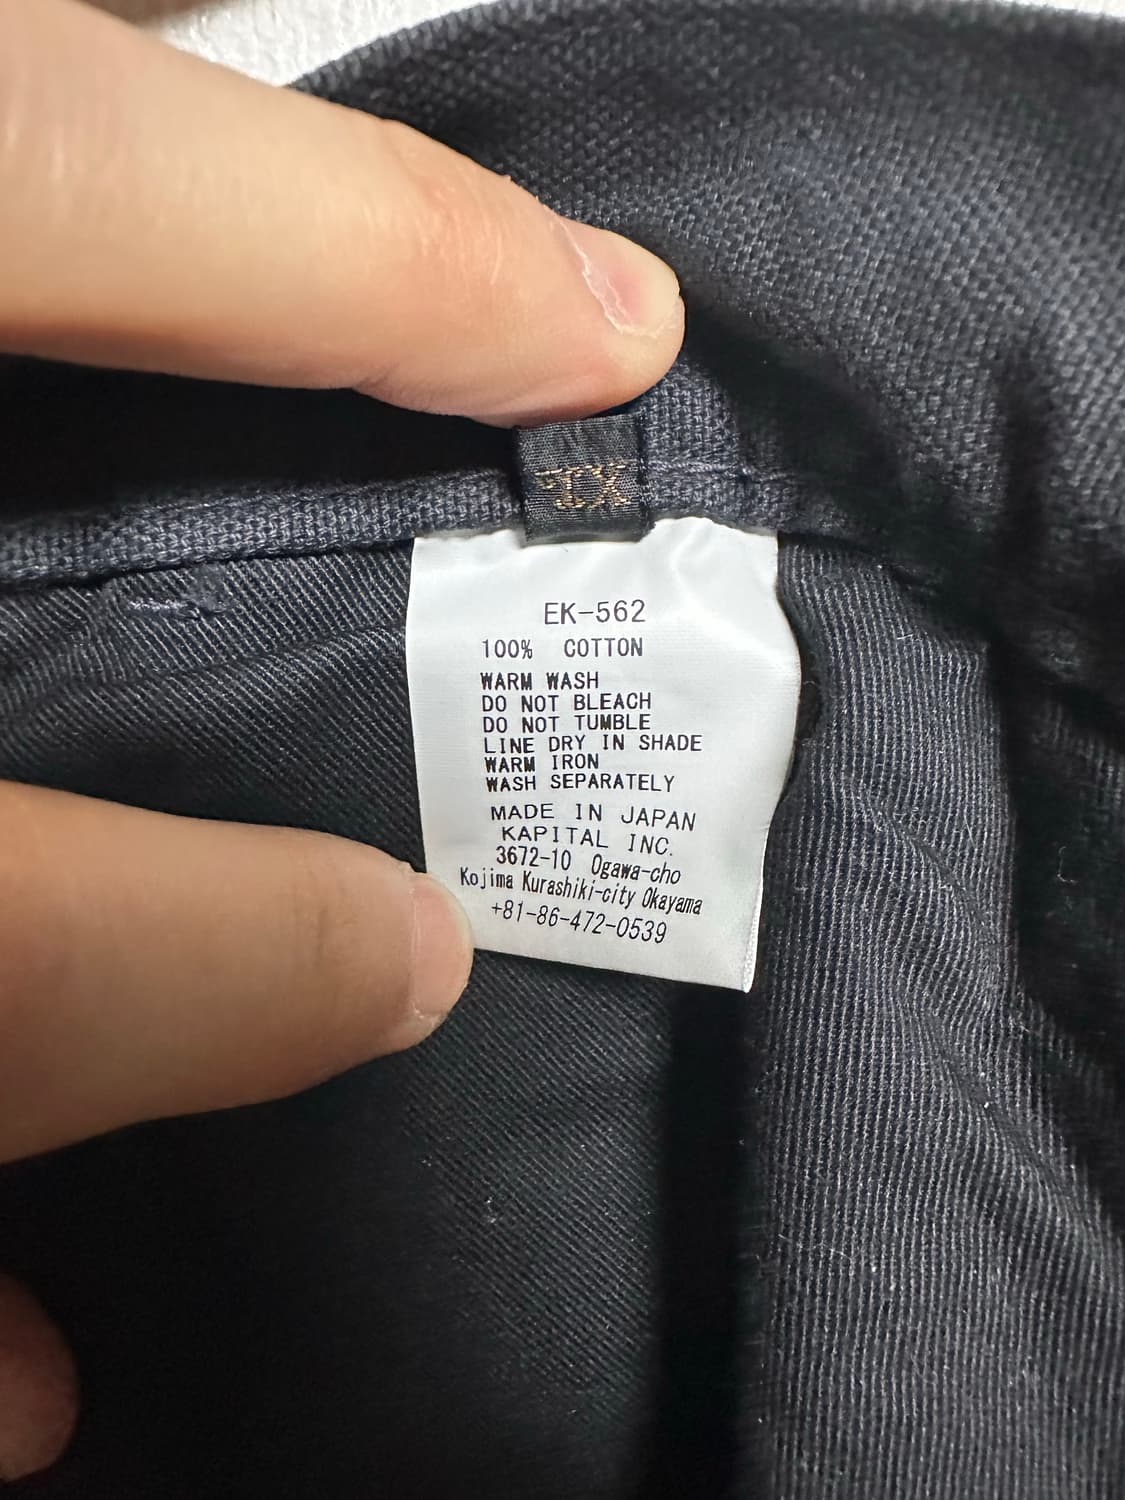 XL
EK-562
100% COTTON
WARM WASH
DO NOT BLEACH
DO NOT TUMBLE
LINE DRY IN SHADE
WARM IRON
WASH SEPARATELY
MADE IN JAPAN
KAPITAL INC.
3672-10 Ogawa-cho
Kojima Kurashiki-city Okayama
+81-86-472-0539